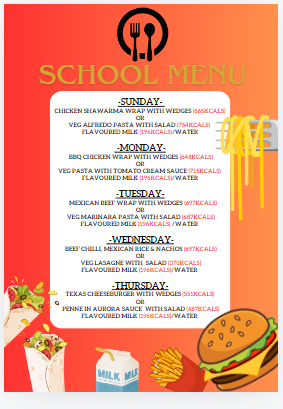 SCHOOL MENU
-SUNDAY-
CHICKEN SHAWARMA WRAP WITH WEDGES (665KCALS)
OR
VEG ALFREDO PASTA WITH SALAD (754KCALS)
FLAVOURED MILK (196KCALS)/WATER
-MONDAY-
BBQ CHICKEN WRAP WITH WEDGES (648KCALS)
OR
VEG PASTA WITH TOMATO CREAM SAUCE (715KCALS)
FLAVOURED MILK (196KCALS)/WATER
-TUESDAY-
MEXICAN BEEF WRAP WITH WEDGES (697KCALS)
OR
VEG MARINARA PASTA WITH SALAD (687KCALS)
FLAVOURED MILK (196KCALS) /WATER
-WEDNESDAY-
BEEF CHILLI, MEXICAN RICE & NACHOS (697KCALS)
OR
VEG LASAGNE WITH SALAD (370KCALS)
FLAVOURED MILK (196KCALS)/WATER
-THURSDAY-
TEXAS CHEESEBURGER WITH WEDGES (551KCALS)
OR
PENNE IN AURORA SAUCE WITH SALAD (687KCALS)
FLAVOURED MILK (196KCALS)/WATER
MILK MILK